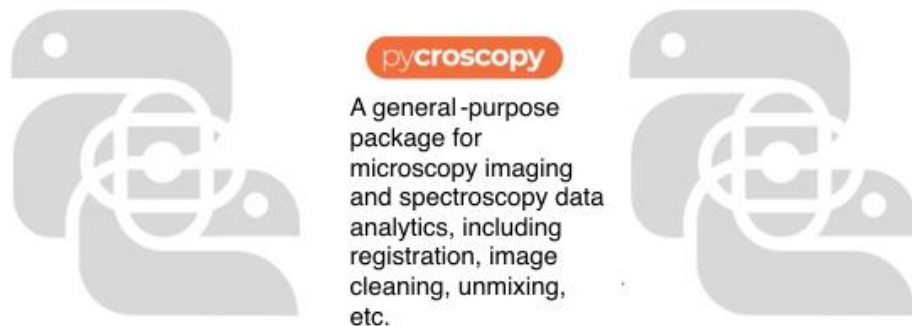 pycroscopy
A general-purpose
package for
microscopy imaging
and spectroscopy data
analytics, including
registration, image
cleaning, unmixing,
etc.